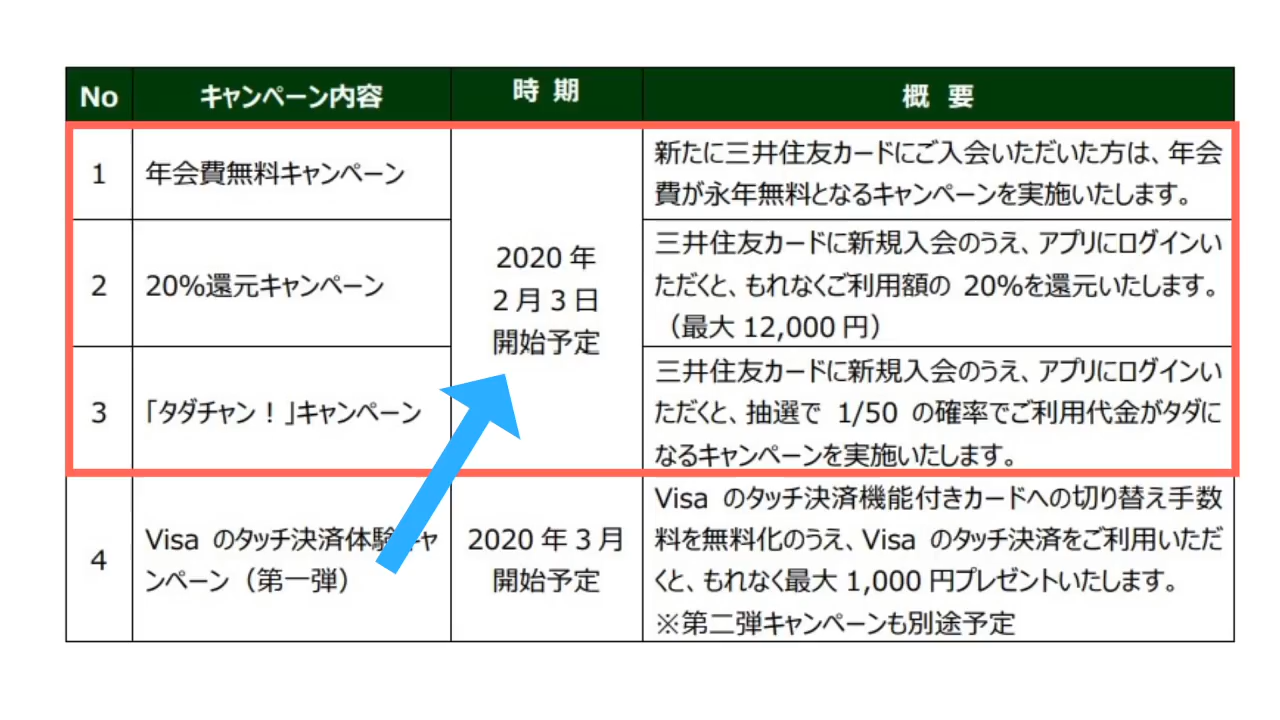 No
キャンペーン内容
時 期
概 要
1
年会費無料キャンペーン
2020 年
2 月 3 日
開始予定
新たに三井住友カードにご入会いただいた方は、年会
費が永年無料となるキャンペーンを実施いたします。
2
20%還元キャンペーン
三井住友カードに新規入会のうえ、アプリにログインい
ただくと、もれなくご利用額の 20%を還元いたします。
（最大 12,000 円）
3
「タダチャン！」キャンペーン
三井住友カードに新規入会のうえ、アプリにログインい
ただくと、抽選で 1/50 の確率でご利用代金がタダに
なるキャンペーンを実施いたします。
4
Visa のタッチ決済体験キャ
ンペーン（第一弾）
2020 年 3 月
開始予定
Visa のタッチ決済機能付きカードへの切り替え手数
料を無料化のうえ、Visa のタッチ決済をご利用いただ
くと、もれなく最大 1,000 円プレゼントいたします。
※第二弾キャンペーンも別途予定